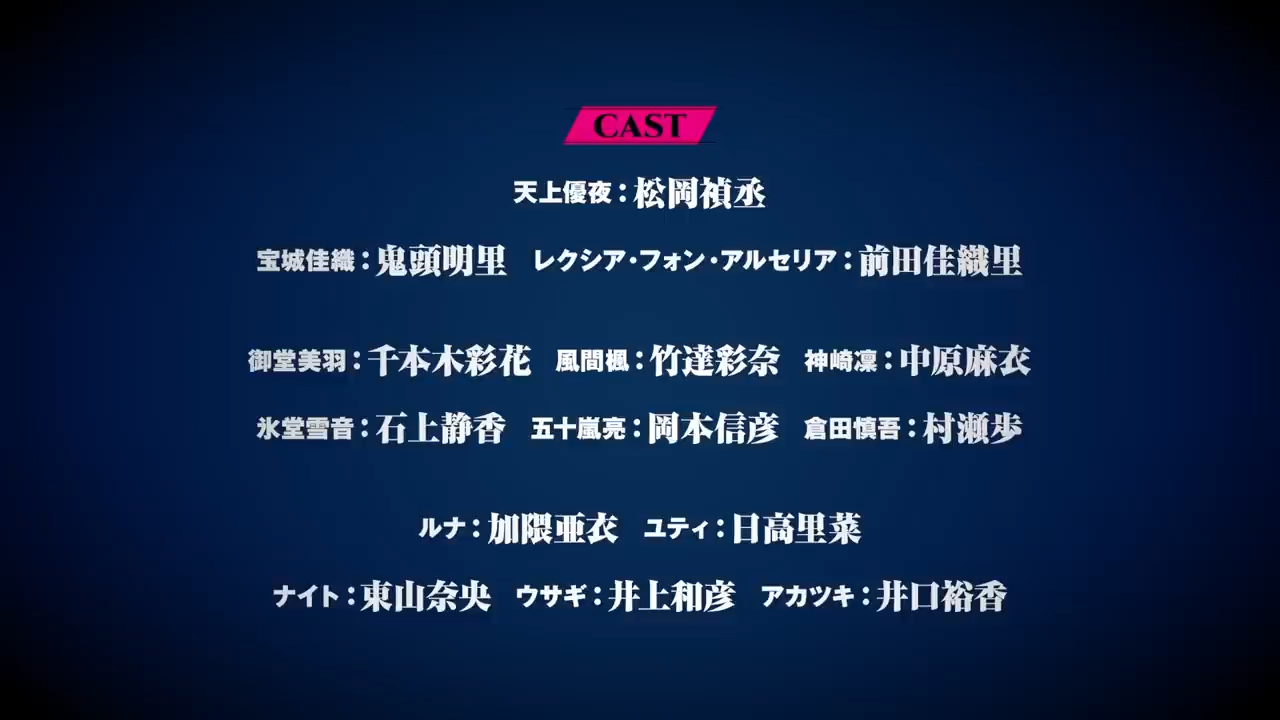 CAST
天上優夜：松岡禎丞
宝城佳織：鬼頭明里　レクシア・フォン・アルセリア：前田佳織里
御堂美羽：千本木彩花　風間楓：竹達彩奈　神崎凛：中原麻衣
氷堂雪音：石上静香　五十嵐亮：岡本信彦　倉田慎吾：村瀬歩
ルナ：加隈亜衣　ユティ：日高里菜
ナイト：東山奈央　ウサギ：井上和彦　アカツキ：井口裕香